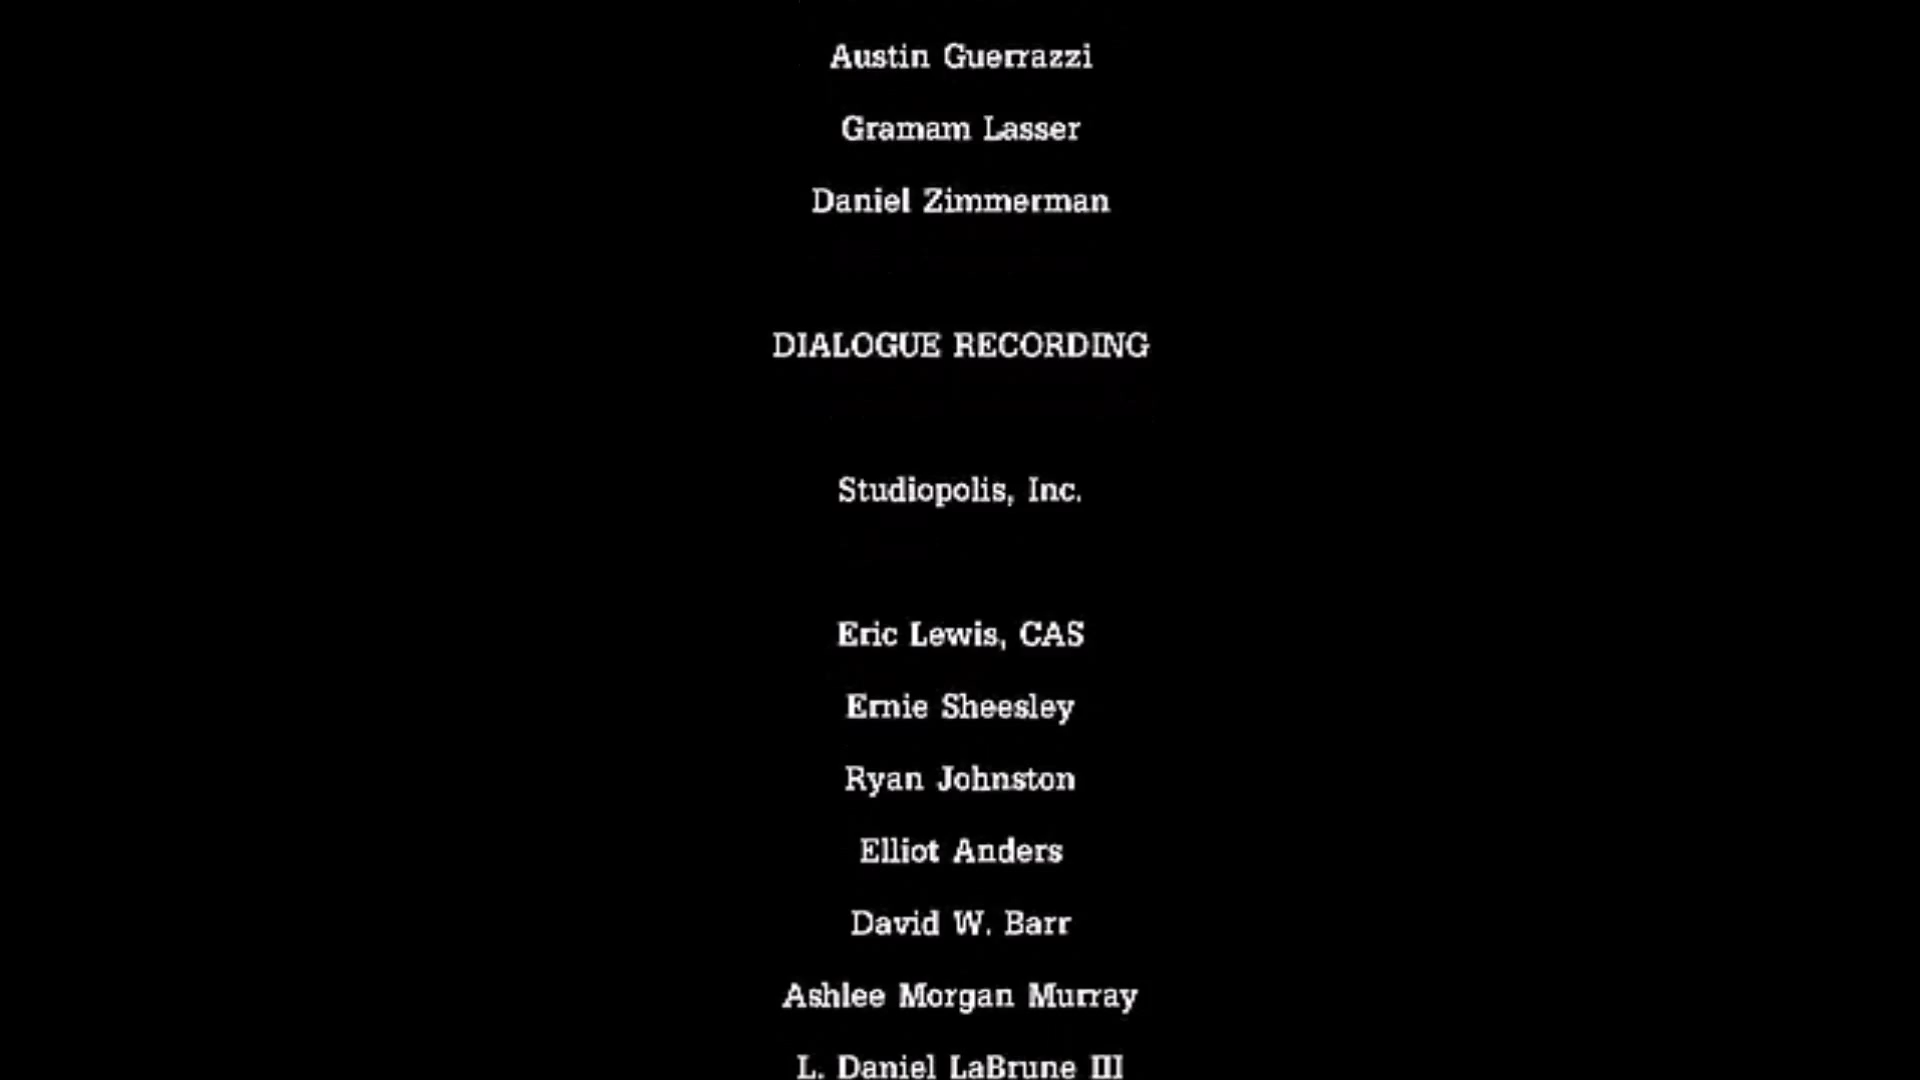 Austin Guerrazzi
Gramam Lasser
Daniel Zimmerman
DIALOGUE RECORDING
Studiopolis, Inc.
Eric Lewis, CAS
Ernie Sheesley
Ryan Johnston
Elliot Anders
David W. Barr
Ashlee Morgan Murray
L. Daniel LaBrune III